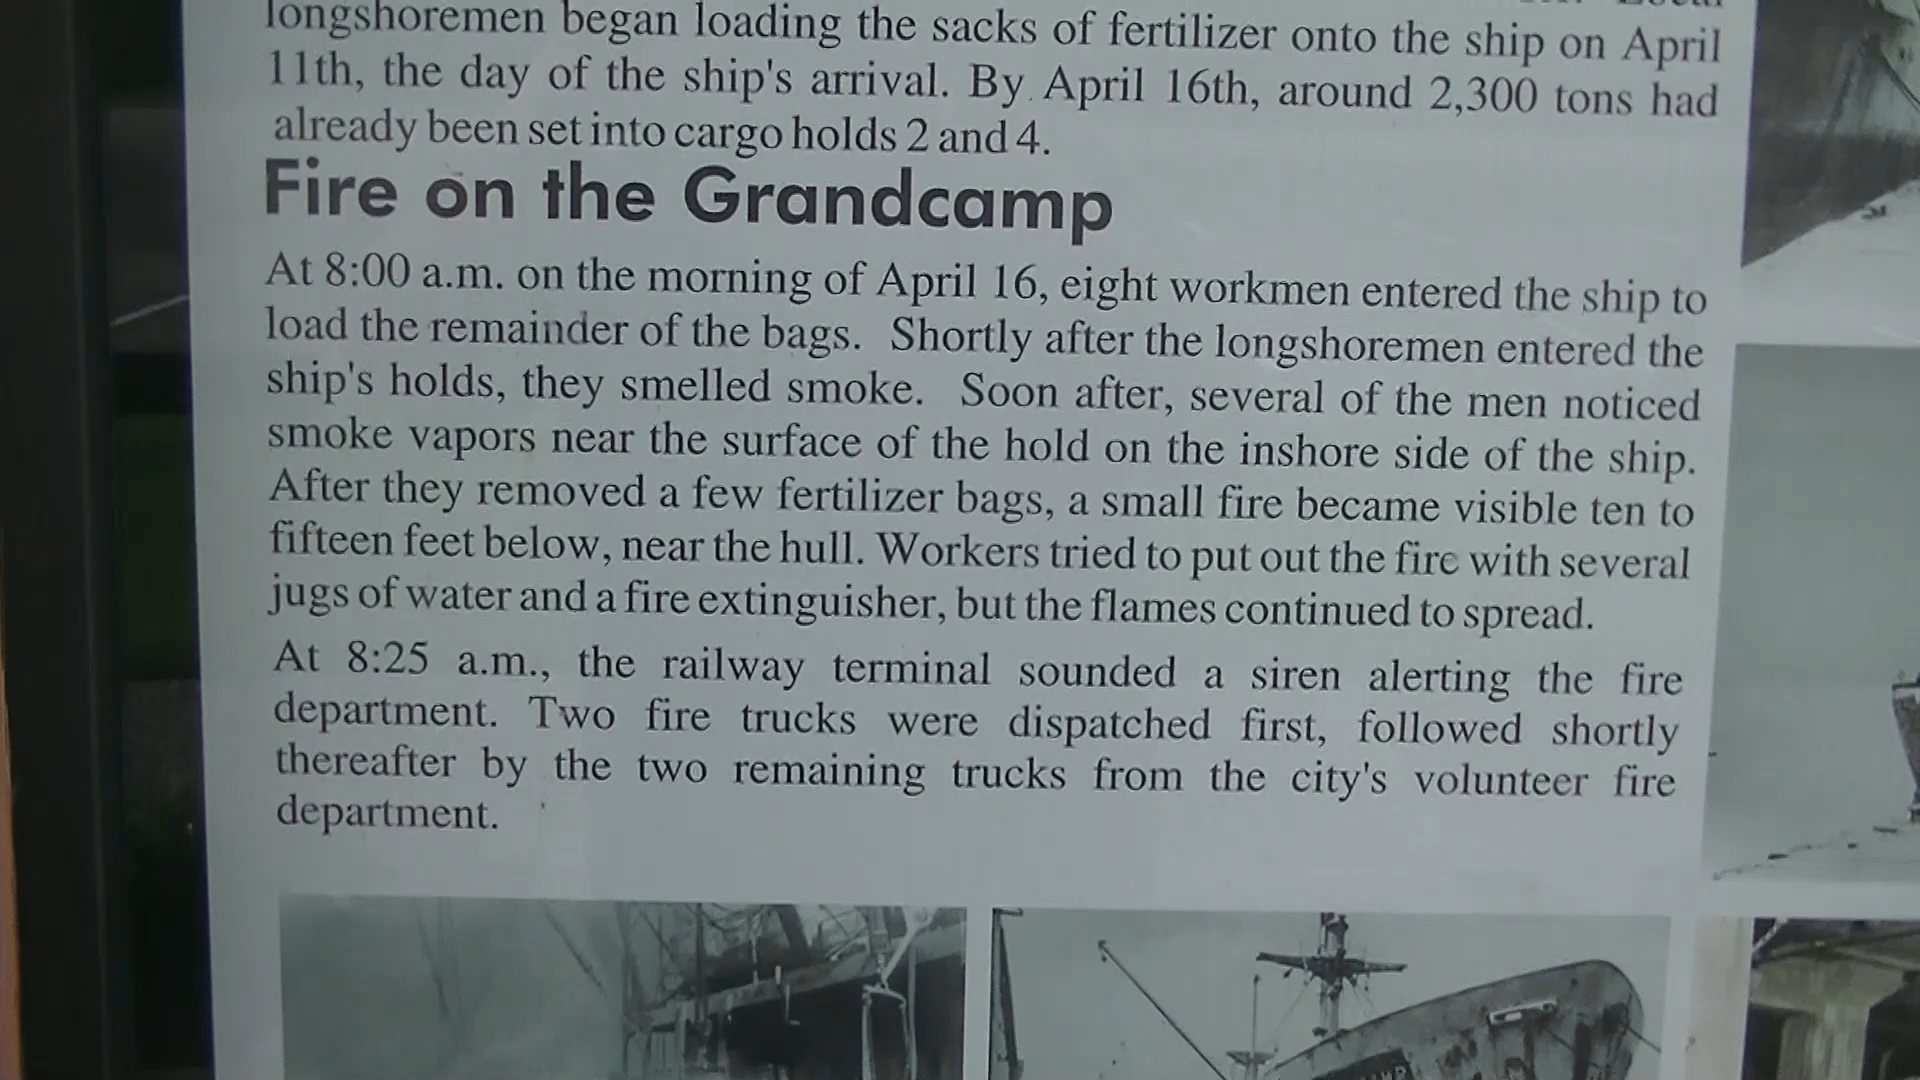 longshoremen began loading the sacks of fertilizer onto the ship on April
11th, the day of the ship's arrival. By April 16th, around 2,300 tons had
already been set into cargo holds 2 and 4.
Fire on the Grandcamp
At 8:00 a.m. on the morning of April 16, eight workmen entered the ship to
load the remainder of the bags. Shortly after the longshoremen entered the
ship's holds, they smelled smoke. Soon after, several of the men noticed
smoke vapors near the surface of the hold on the inshore side of the ship.
After they removed a few fertilizer bags, a small fire became visible ten to
fifteen feet below, near the hull. Workers tried to put out the fire with several
jugs of water and a fire extinguisher, but the flames continued to spread.
At 8:25 a.m., the railway terminal sounded a siren alerting the fire
department. Two fire trucks were dispatched first, followed shortly
thereafter by the two remaining trucks from the city's volunteer fire
department.